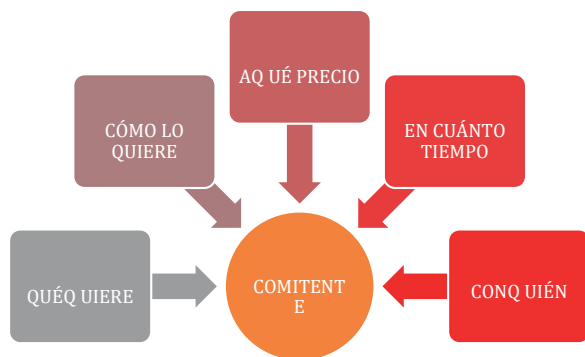 AQ UÉ PRECIO
CÓMO LO
QUIERE
EN CUÁNTO
TIEMPO
QUÉQ UIERE
COMITENT
E
CONQ UIÉN